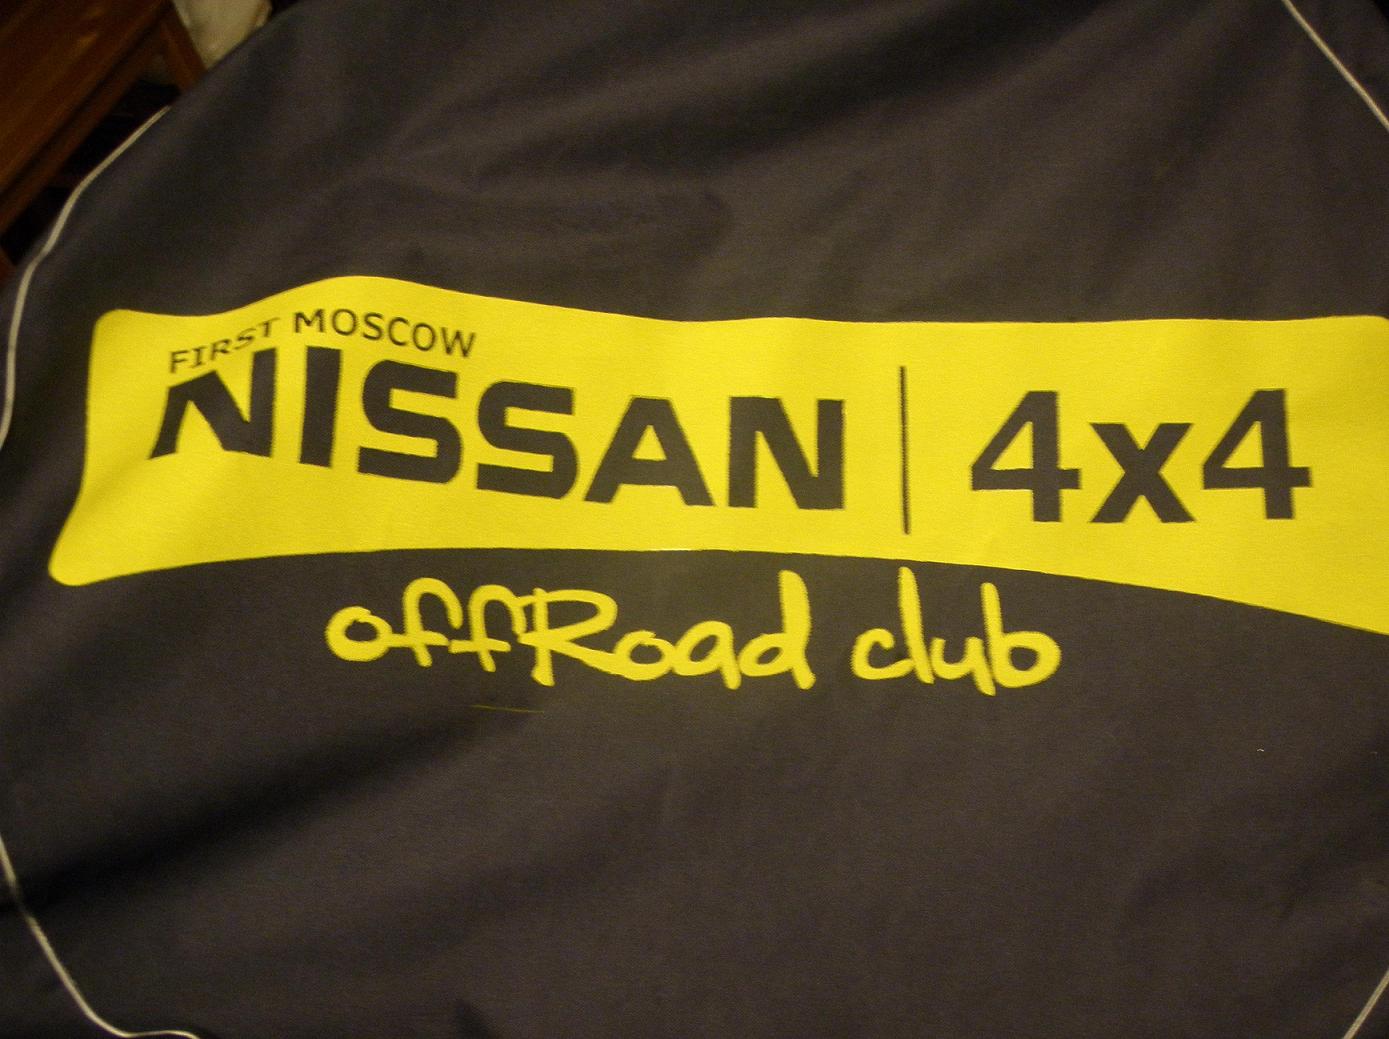 FIRST MOSCOW
NISSAN | 4x4
offRoad club